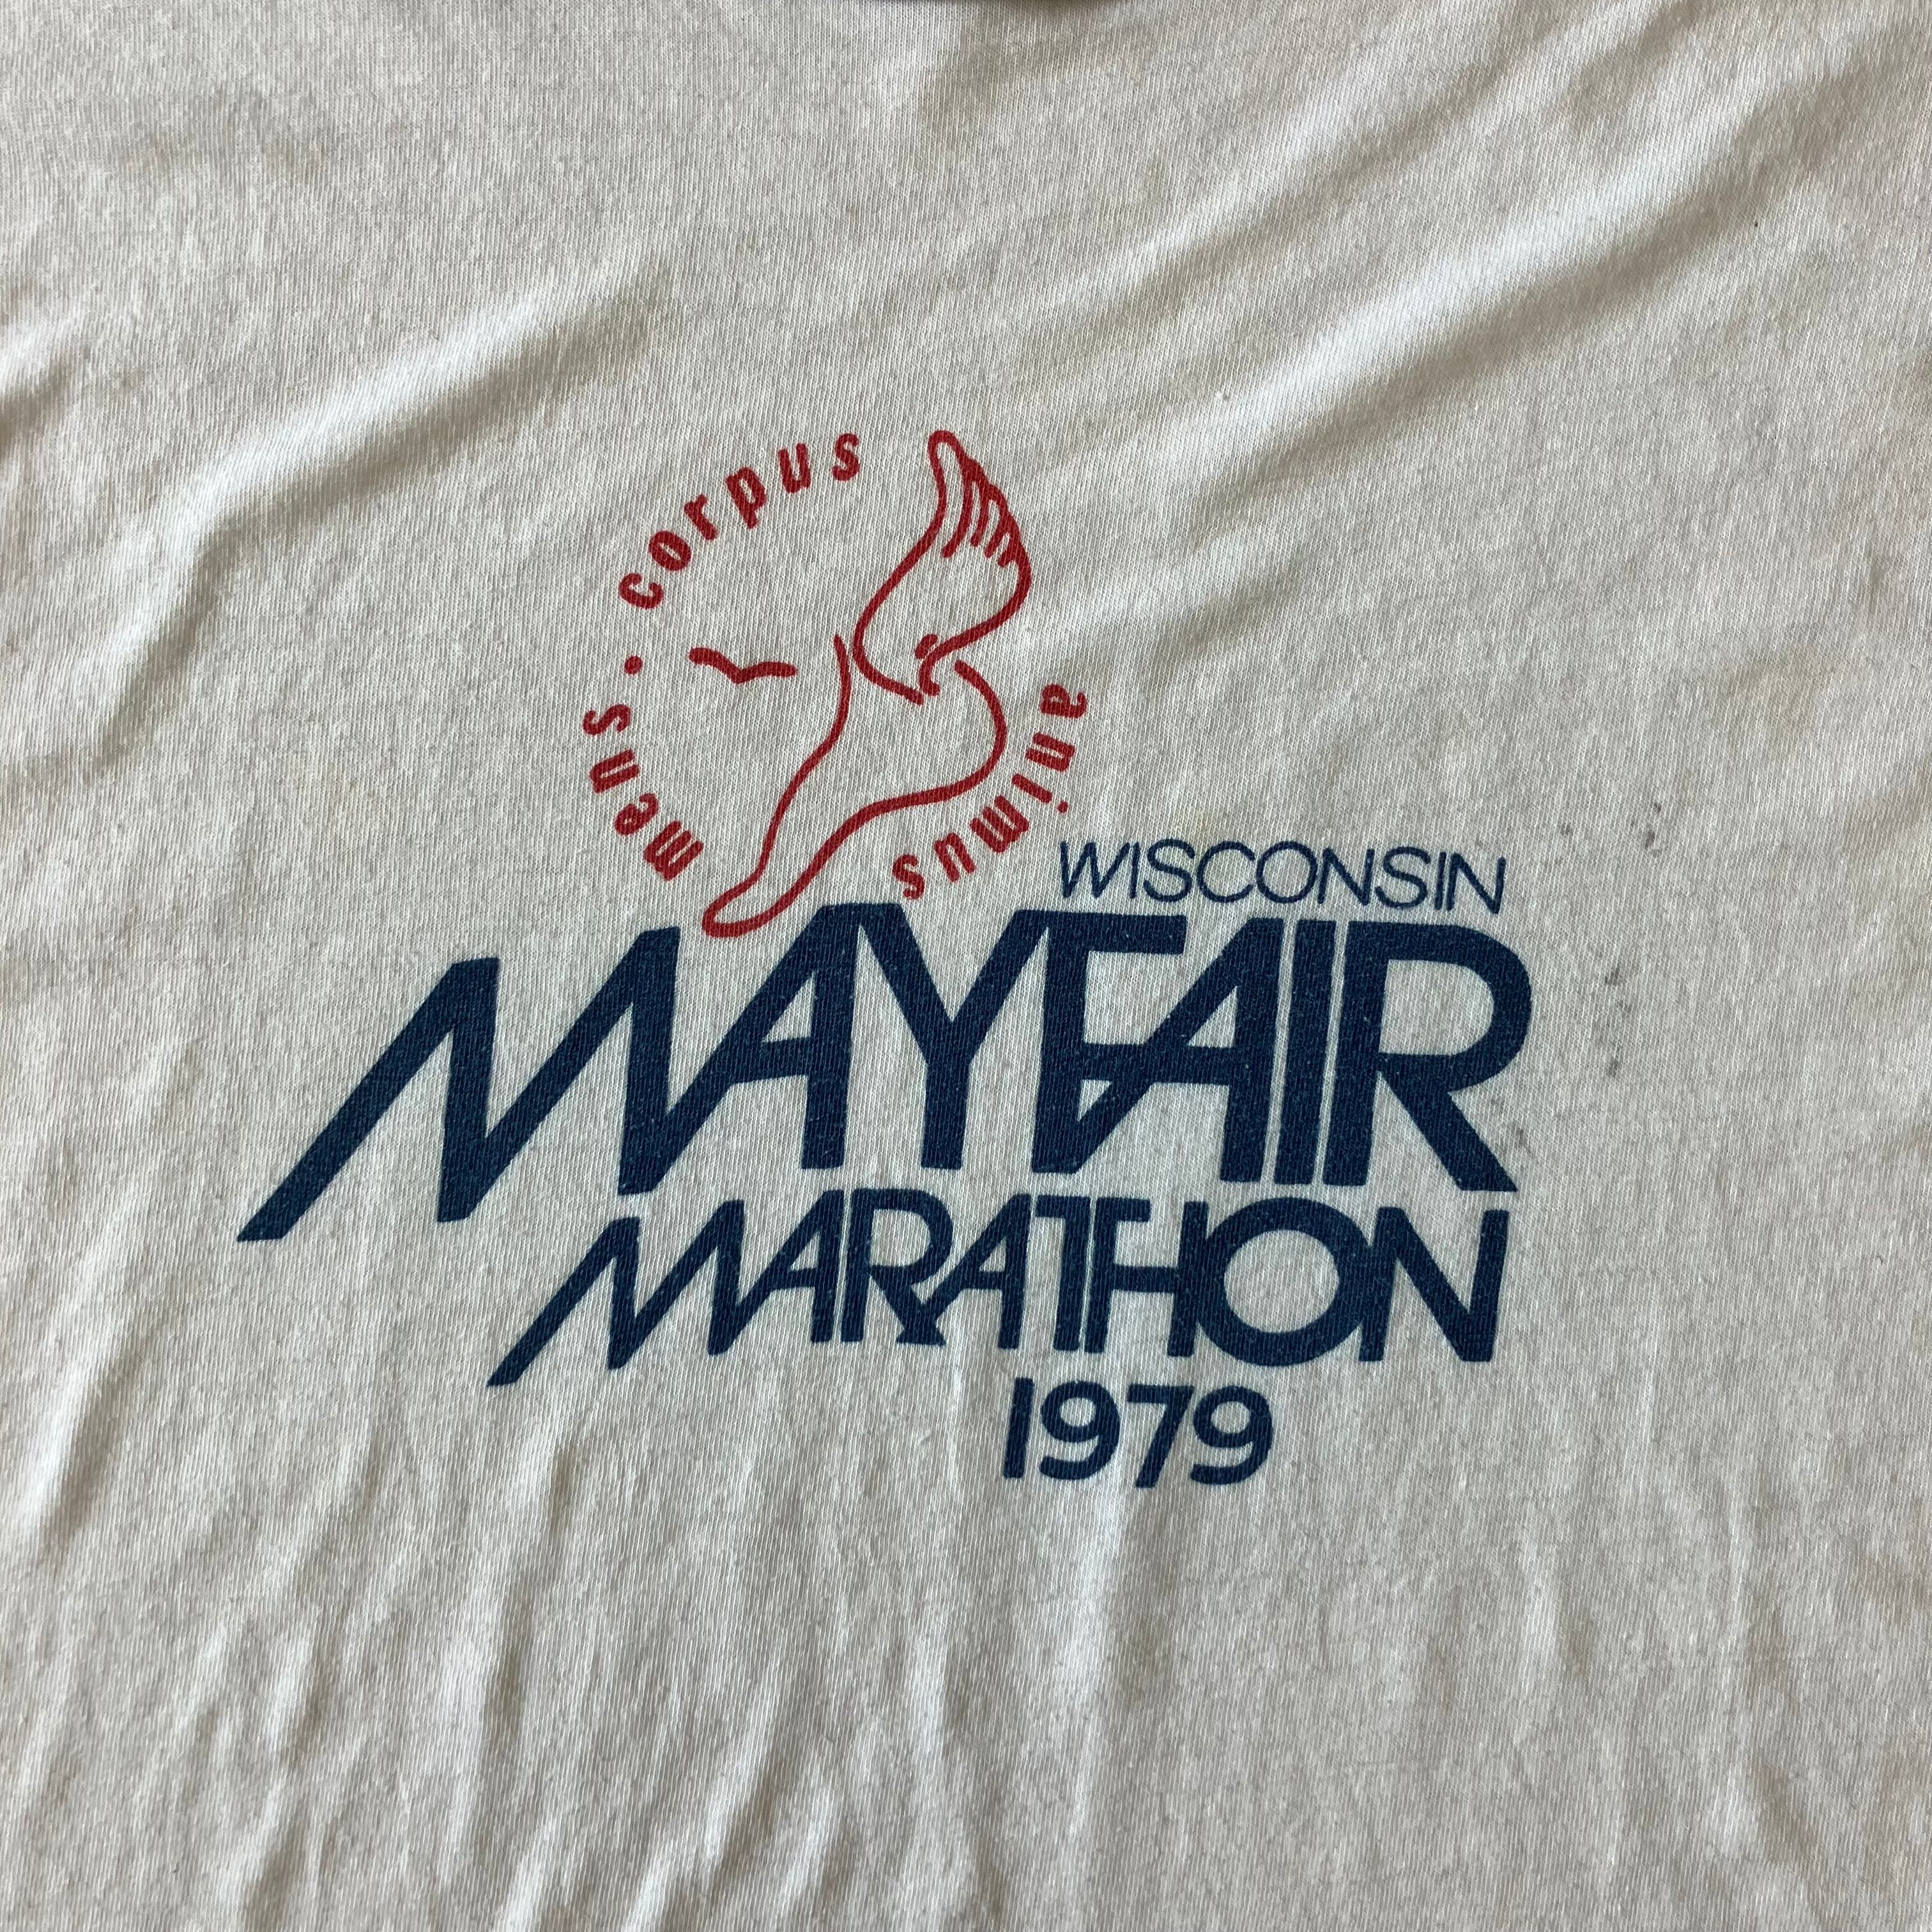 mens · corpus animus
WISCONSIN
MAYFAIR
MARATHON
1979